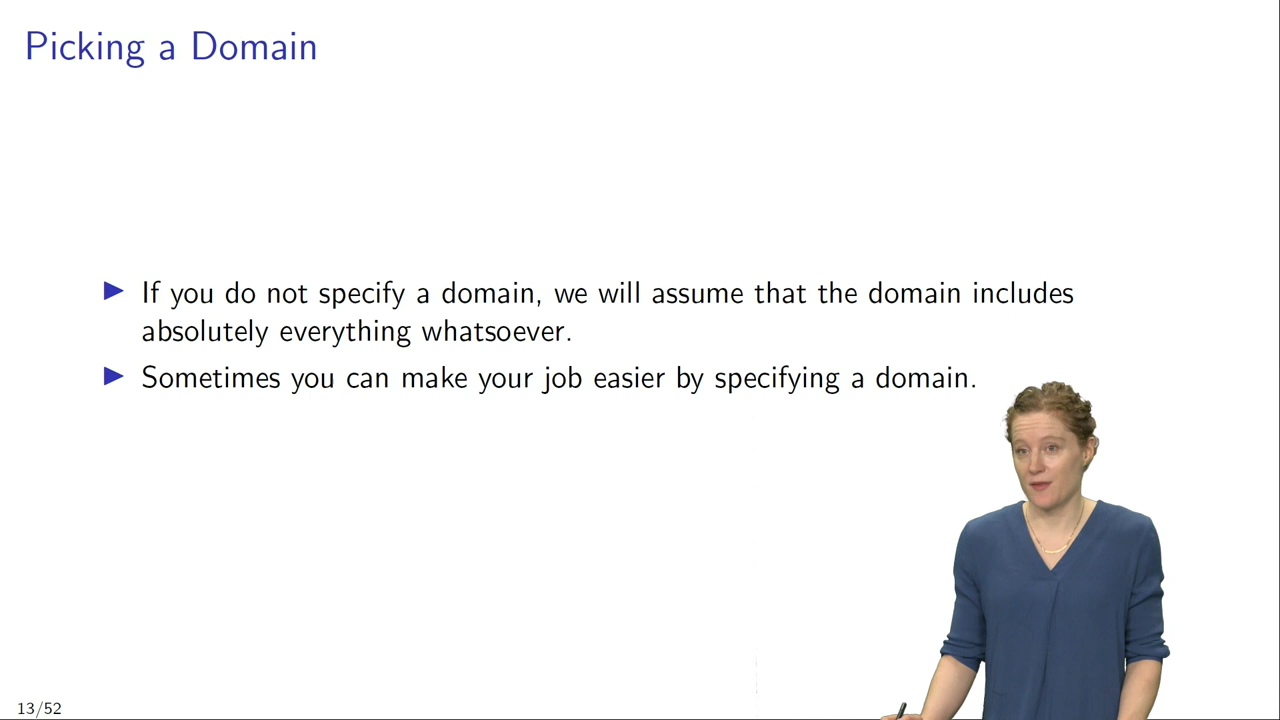 Picking a Domain
▶ If you do not specify a domain, we will assume that the domain includes
absolutely everything whatsoever.
▶ Sometimes you can make your job easier by specifying a domain.
13/52